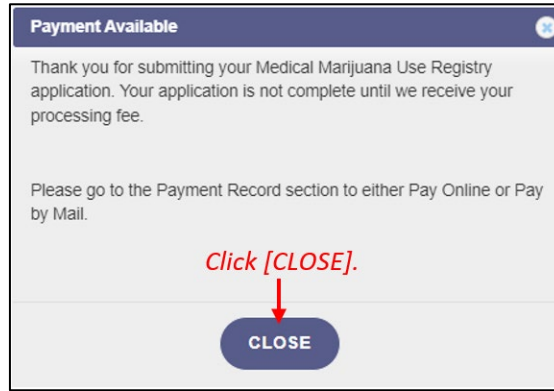 Payment Available
Thank you for submitting your Medical Marijuana Use Registry
application. Your application is not complete until we receive your
processing fee.
Please go to the Payment Record section to either Pay Online or Pay
by Mail.
Click [CLOSE].
CLOSE